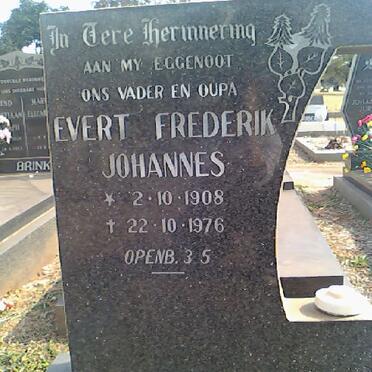 In Tere Herinnering
AAN MY EGGENOOT
ONS VADER EN OUPA
EVERT FREDERIK
JOHANNES
* 2-10-1908
† 22-10-1976
OPENB. 3:5
BRINK